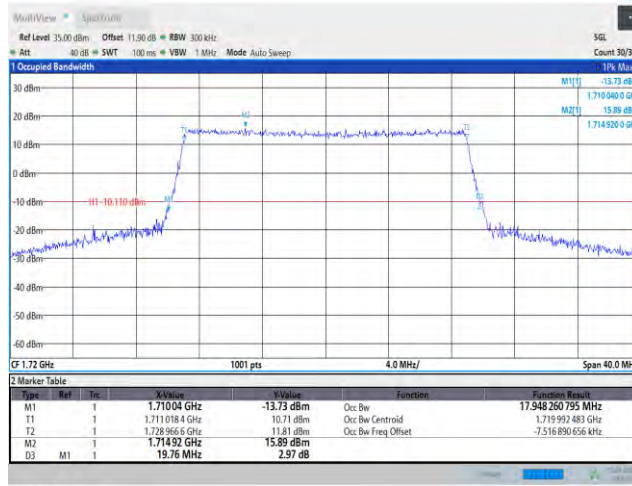 MultiView Spectrum
Ref Level 35.00 dBm Offset 11.90 dB RBW 300 kHz SGL
Att 40 dB SWT 100 ms VBW 1 MHz Mode Auto Sweep Count 30/3
1 Occupied Bandwidth 1Pk Max
M1[1] -13.73 dB
1.710 040 0 G
M2[1] 15.89 dB
1.714 920 0 G
30 dBm
20 dBm
M2
T1
T2
10 dBm
0 dBm
-10 dBm
H1 -10.110 dBm
M1
D3
-20 dBm
-30 dBm
-40 dBm
-50 dBm
-60 dBm
CF 1.72 GHz 1001 pts 4.0 MHz/ Span 40.0 MH
2 Marker Table
Type Ref Trc X-Value Y-Value Function Function Result
M1 1 1.71004 GHz -13.73 dBm Occ Bw 17.948 260 795 MHz
T1 1 1.711 018 4 GHz 10.71 dBm Occ Bw Centroid 1.719 992 483 GHz
T2 1 1.728 966 6 GHz 11.81 dBm Occ Bw Freq Offset -7.516 890 656 kHz
M2 1 1.714 92 GHz 15.89 dBm
D3 M1 1 19.76 MHz 2.97 dB